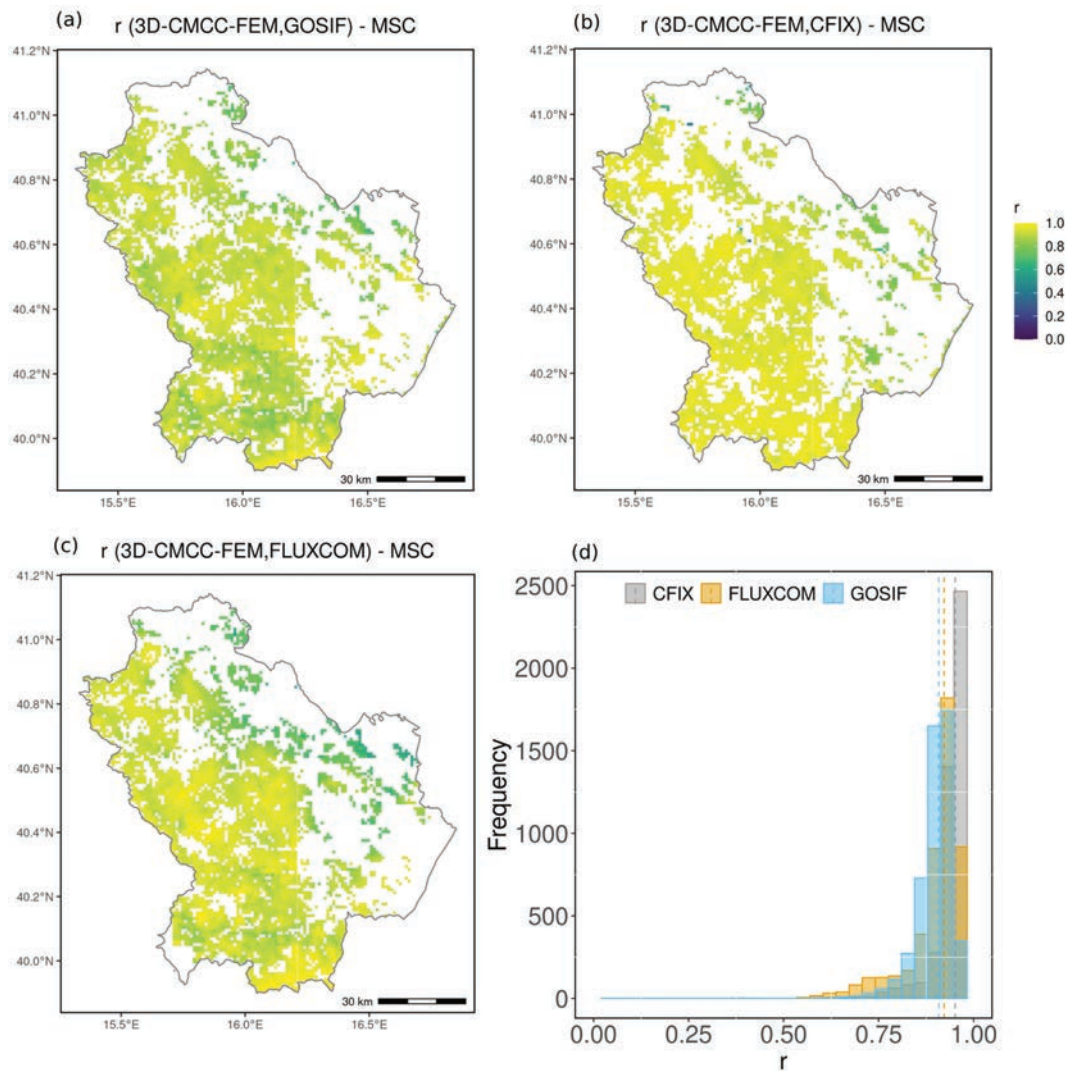 (a)
r (3D-CMCC-FEM,GOSIF) - MSC
41.2°N
41.0°N
40.8°N
40.6°N
40.4°N
40.2°N
40.0°N
30 km
15.5°E
16.0°E
16.5°E
(b)
r (3D-CMCC-FEM,CFIX) - MSC
41.2°N
41.0°N
40.8°N
40.6°N
40.4°N
40.2°N
40.0°N
30 km
15.5°E
16.0°E
16.5°E
r
1.0
0.8
0.6
0.4
0.2
0.0
(c)
r (3D-CMCC-FEM,FLUXCOM) - MSC
41.2°N
41.0°N
40.8°N
40.6°N
40.4°N
40.2°N
40.0°N
30 km
15.5°E
16.0°E
16.5°E
(d)
CFIX FLUXCOM GOSIF
Frequency
2500
2000
1500
1000
500
0
0.00 0.25 0.50 0.75 1.00
r